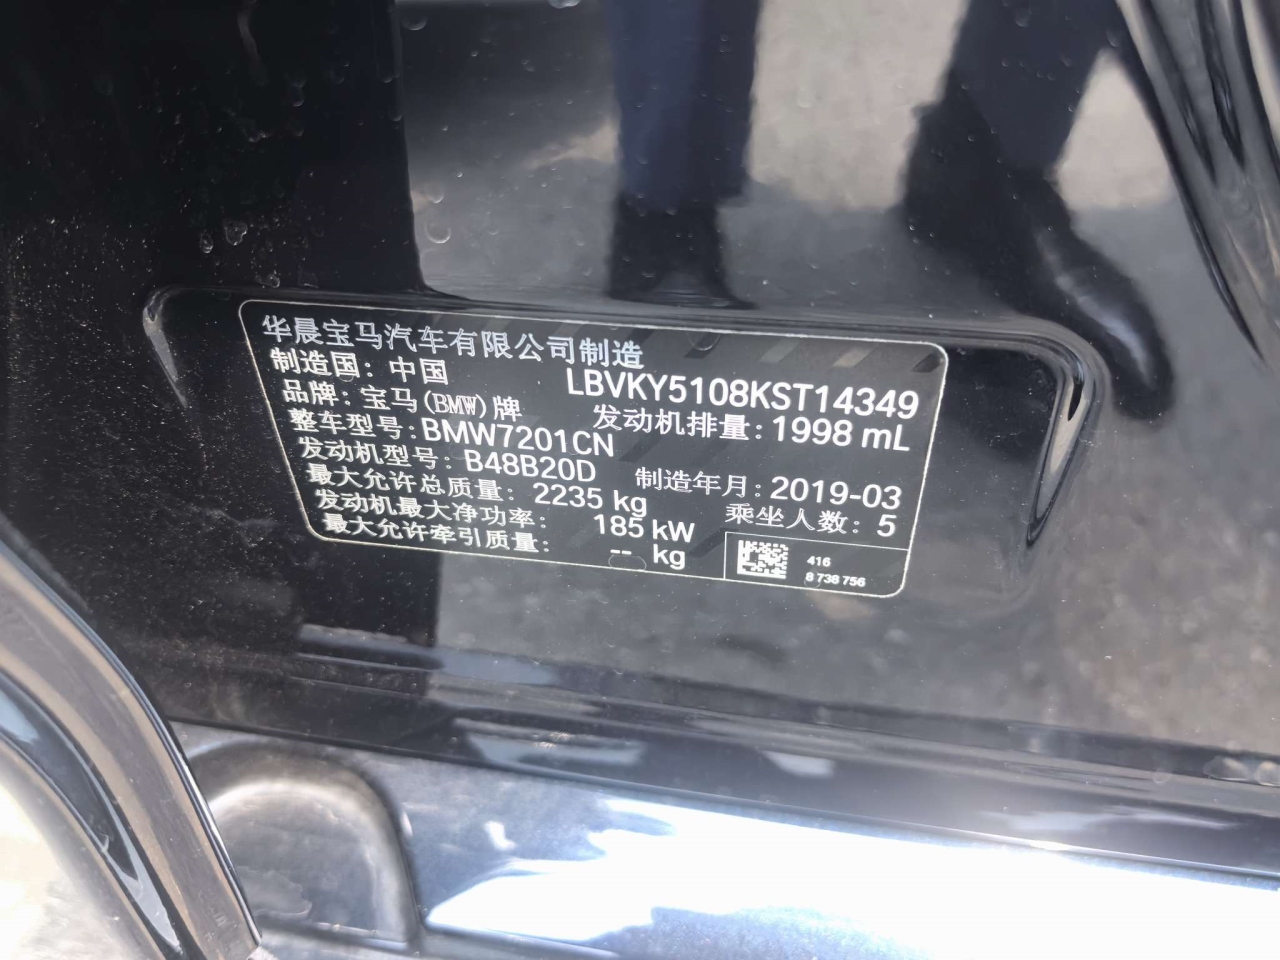 华晨宝马汽车有限公司制造
制造国：中国 LBVKY5108KST14349
品牌：宝马(BMW)牌 发动机排量：1998 mL
整车型号：BMW7201CN
发动机型号：B48B20D 制造年月：2019-03
最大允许总质量：2235 kg 乘坐人数：5
发动机最大净功率：185 kW
最大允许牵引质量：-- kg
416
8 738 756